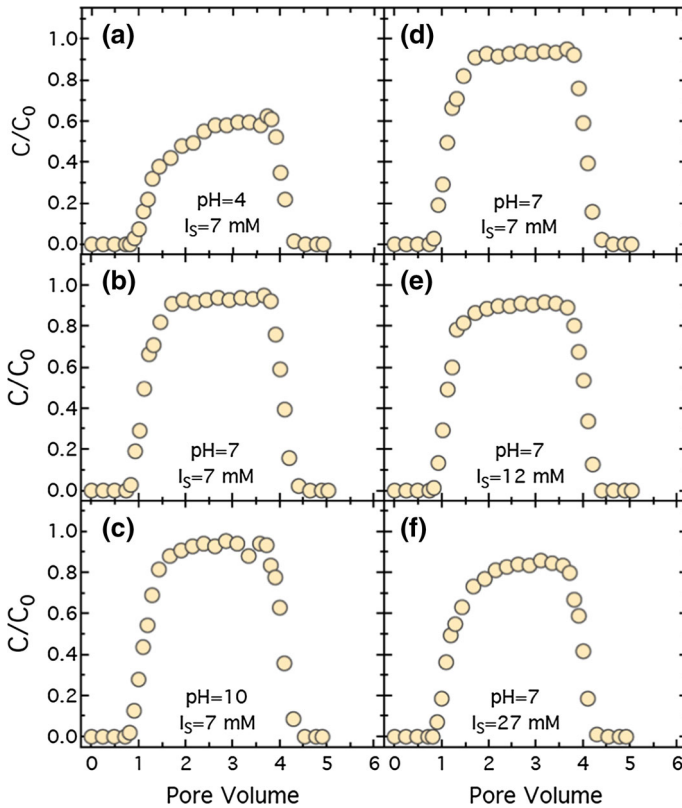 (a)
C/C0
1.0
0.8
0.6
0.4
0.2
0.0
pH=4
IS=7 mM
(d)
pH=7
IS=7 mM
(b)
C/C0
1.0
0.8
0.6
0.4
0.2
0.0
pH=7
IS=7 mM
(e)
pH=7
IS=12 mM
(c)
C/C0
1.0
0.8
0.6
0.4
0.2
0.0
pH=10
IS=7 mM
0 1 2 3 4 5 6
Pore Volume
(f)
pH=7
IS=27 mM
0 1 2 3 4 5 6
Pore Volume